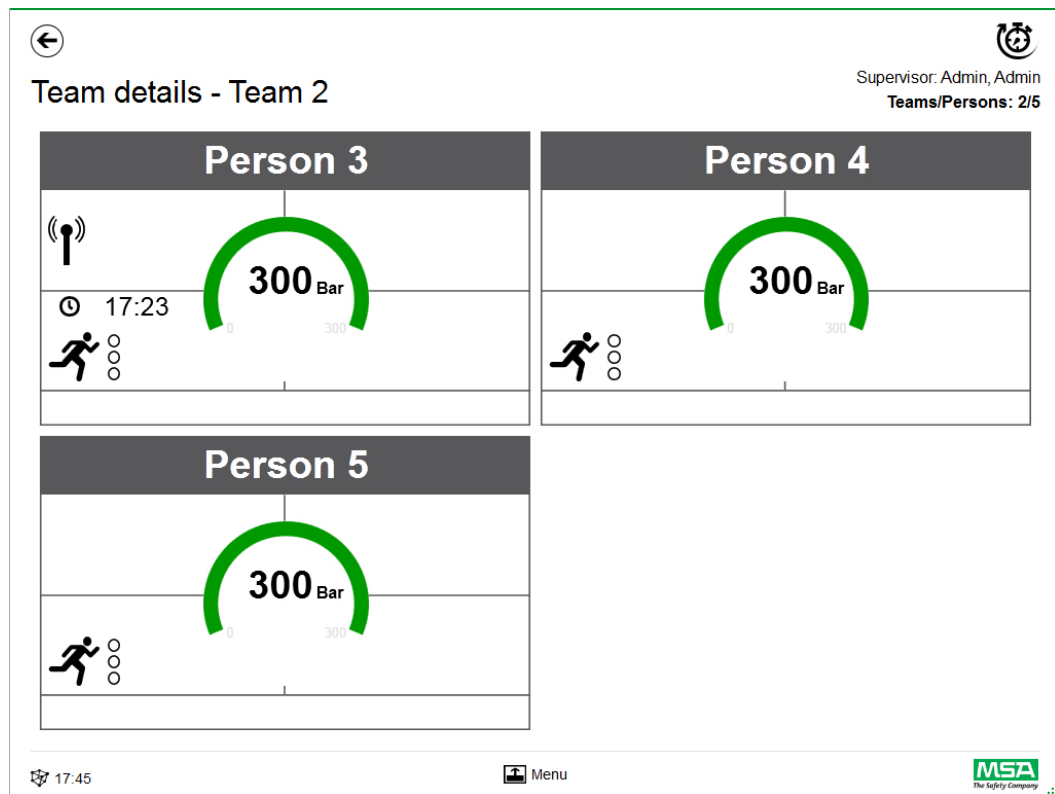 Supervisor: Admin, Admin
Team details - Team 2
Teams/Persons: 2/5
Person 3
300 Bar
0 300
17:23
Person 4
300 Bar
0 300
Person 5
300 Bar
0 300
17:45
Menu
MSA
The Safety Company